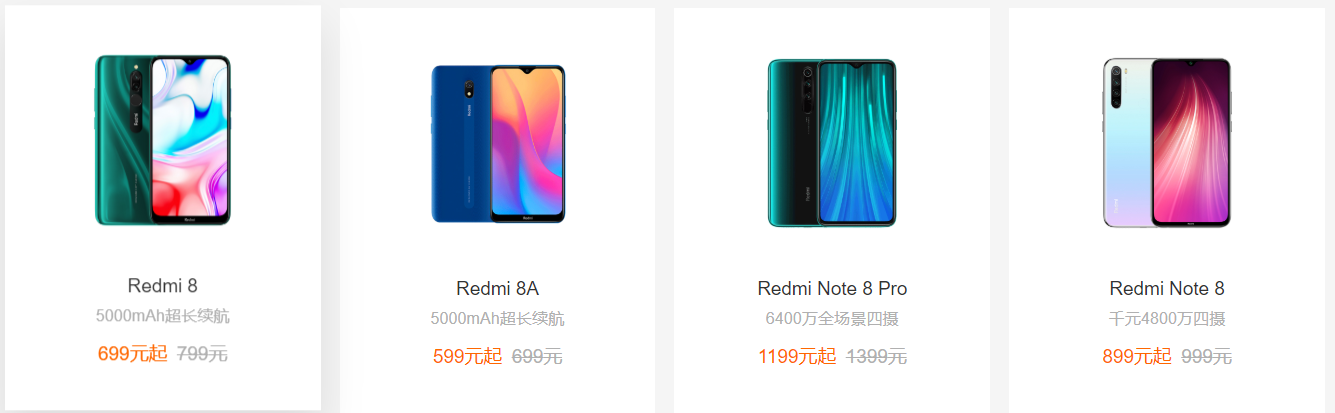 Redmi 8
5000mAh超长续航
699元起 799元
Redmi 8A
5000mAh超长续航
599元起 699元
Redmi Note 8 Pro
6400万全场景四摄
1199元起 1399元
Redmi Note 8
千元4800万四摄
899元起 999元